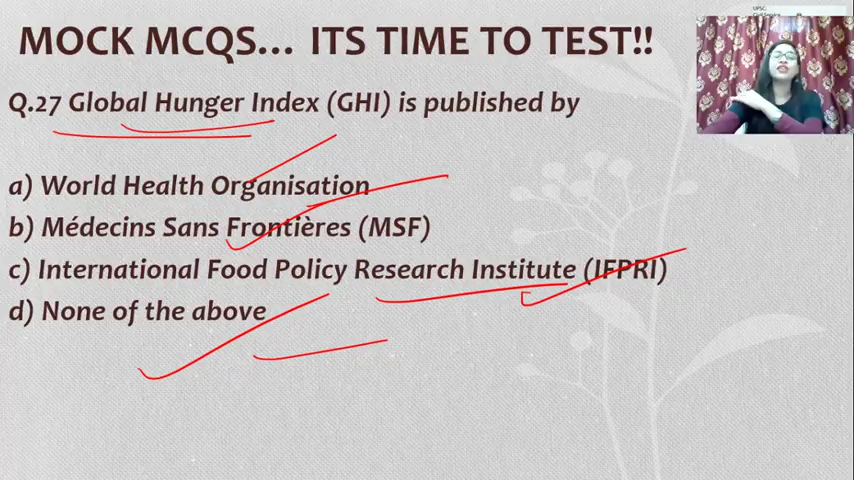 MOCK MCQS... ITS TIME TO TEST!!
Q.27 Global Hunger Index (GHI) is published by
a) World Health Organisation
b) Médecins Sans Frontières (MSF)
c) International Food Policy Research Institute (IFPRI)
d) None of the above
UPSC